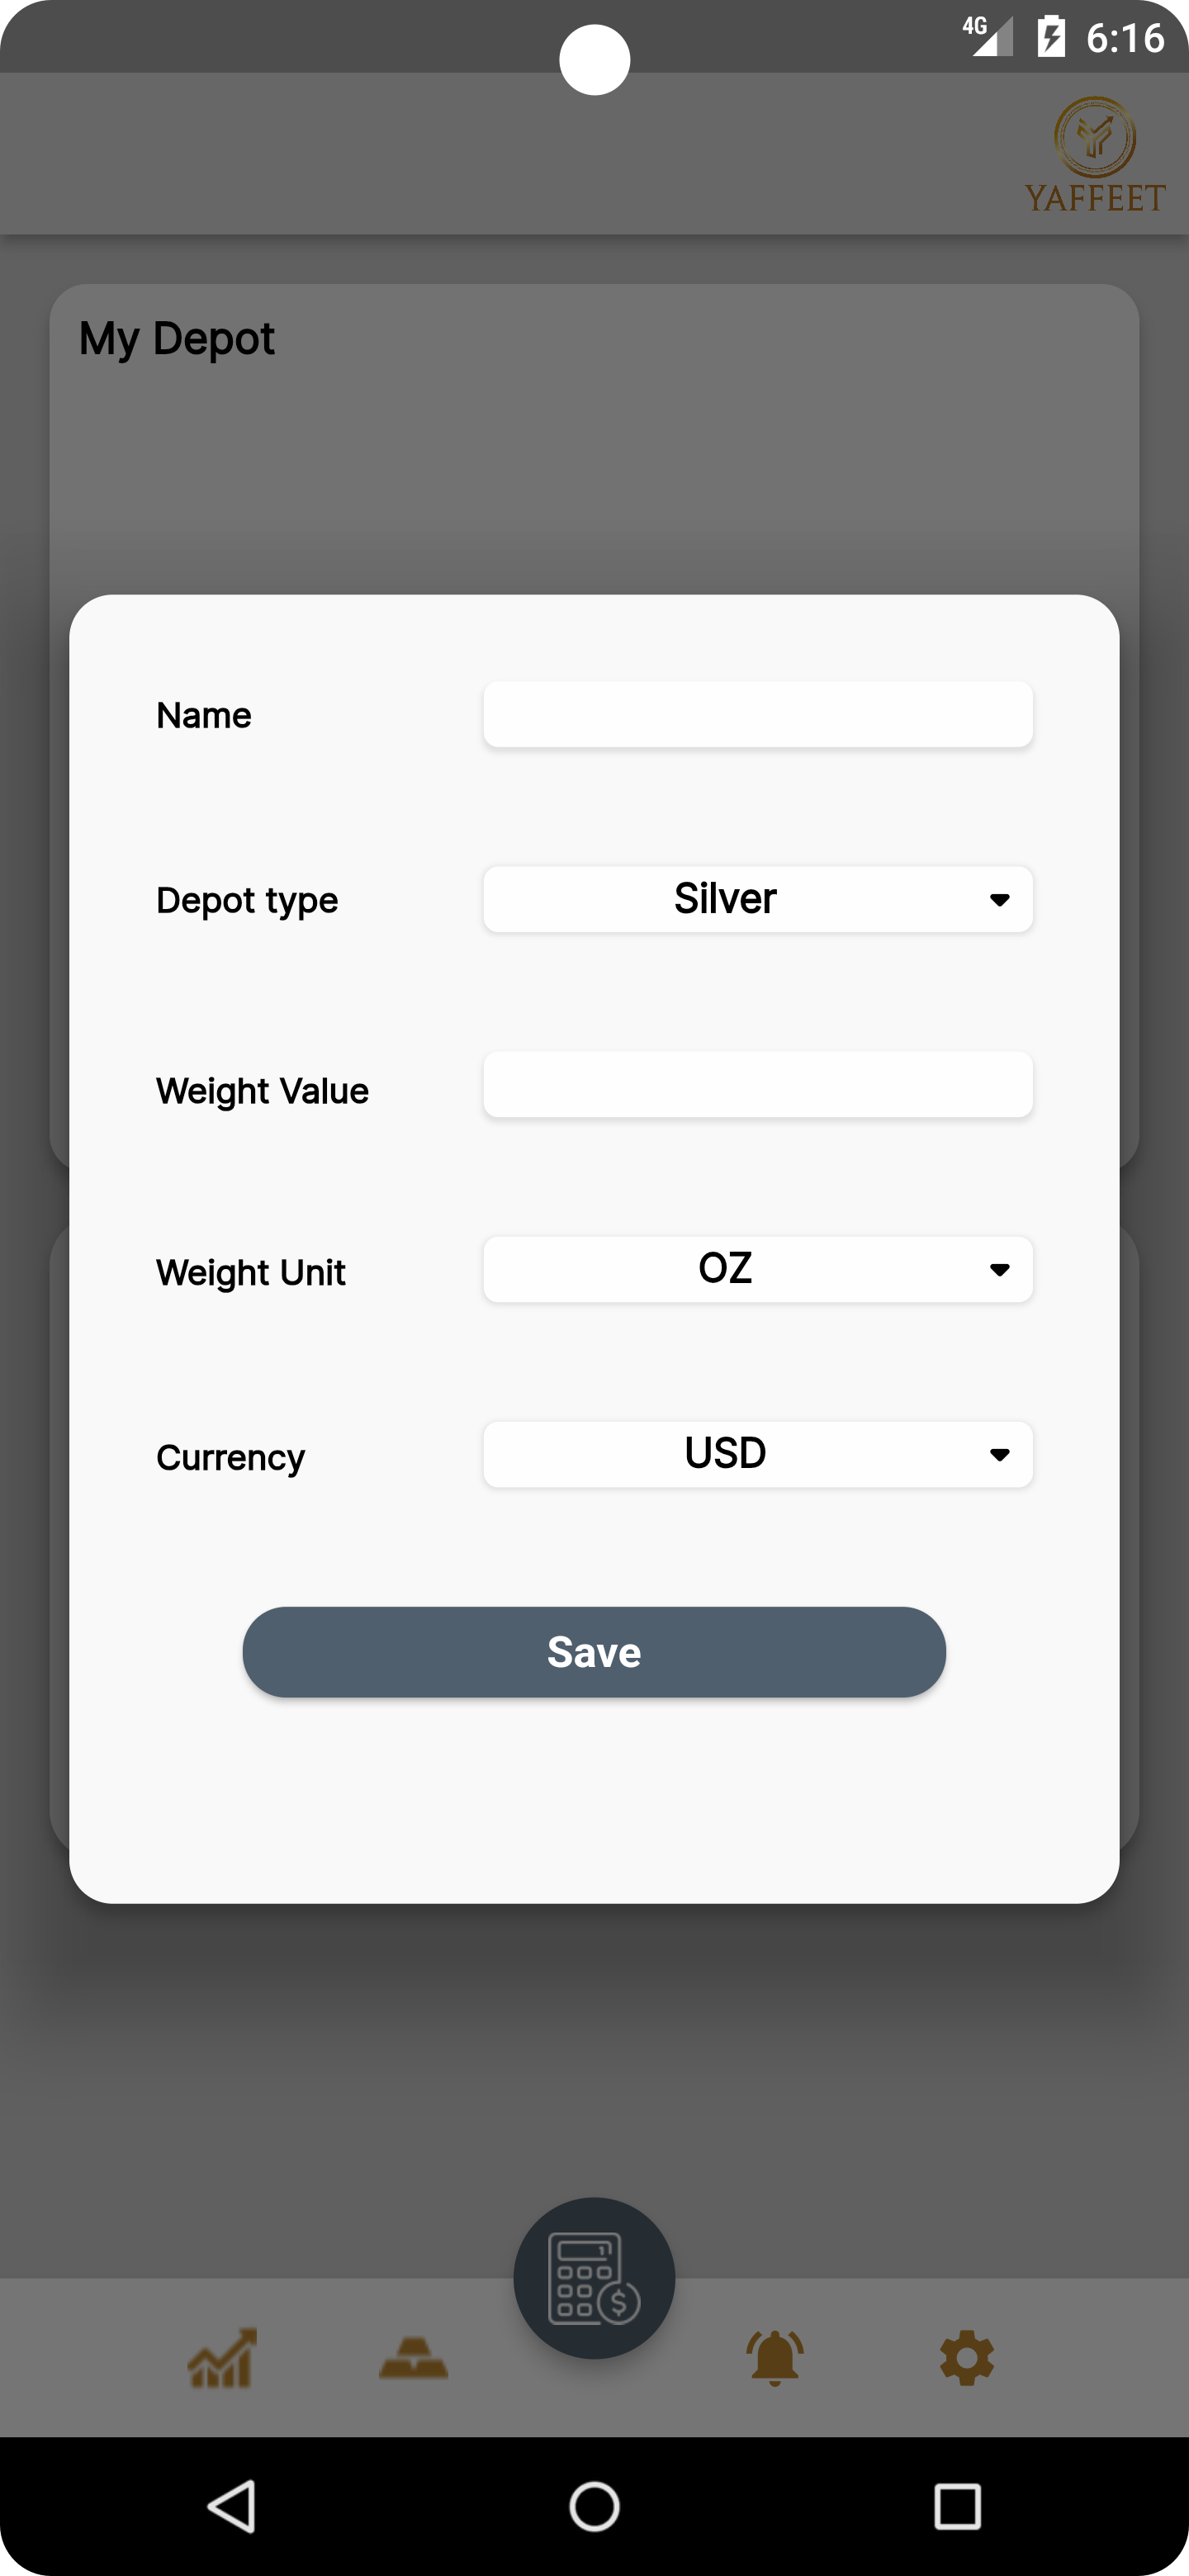 4G 6:16
YAFFEET
My Depot
Name
Depot type Silver
Weight Value
Weight Unit OZ
Currency USD
Save